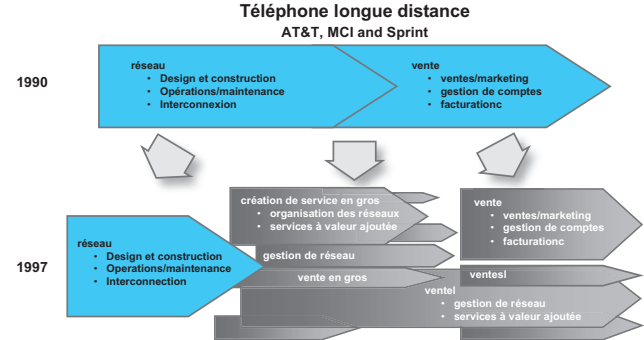 Téléphone longue distance
AT&T, MCI and Sprint
1990
réseau
• Design et construction
• Opérations/maintenance
• Interconnexion
vente
• ventes/marketing
• gestion de comptes
• facturationc
1997
réseau
• Design et construction
• Operations/maintenance
• Interconnection
création de service en gros
• organisation des réseaux
• services à valeur ajoutée
gestion de réseau
vente en gros
vente
• ventes/marketing
• gestion de comptes
• facturationc
ventesl
ventel
• gestion de réseau
• services à valeur ajoutée